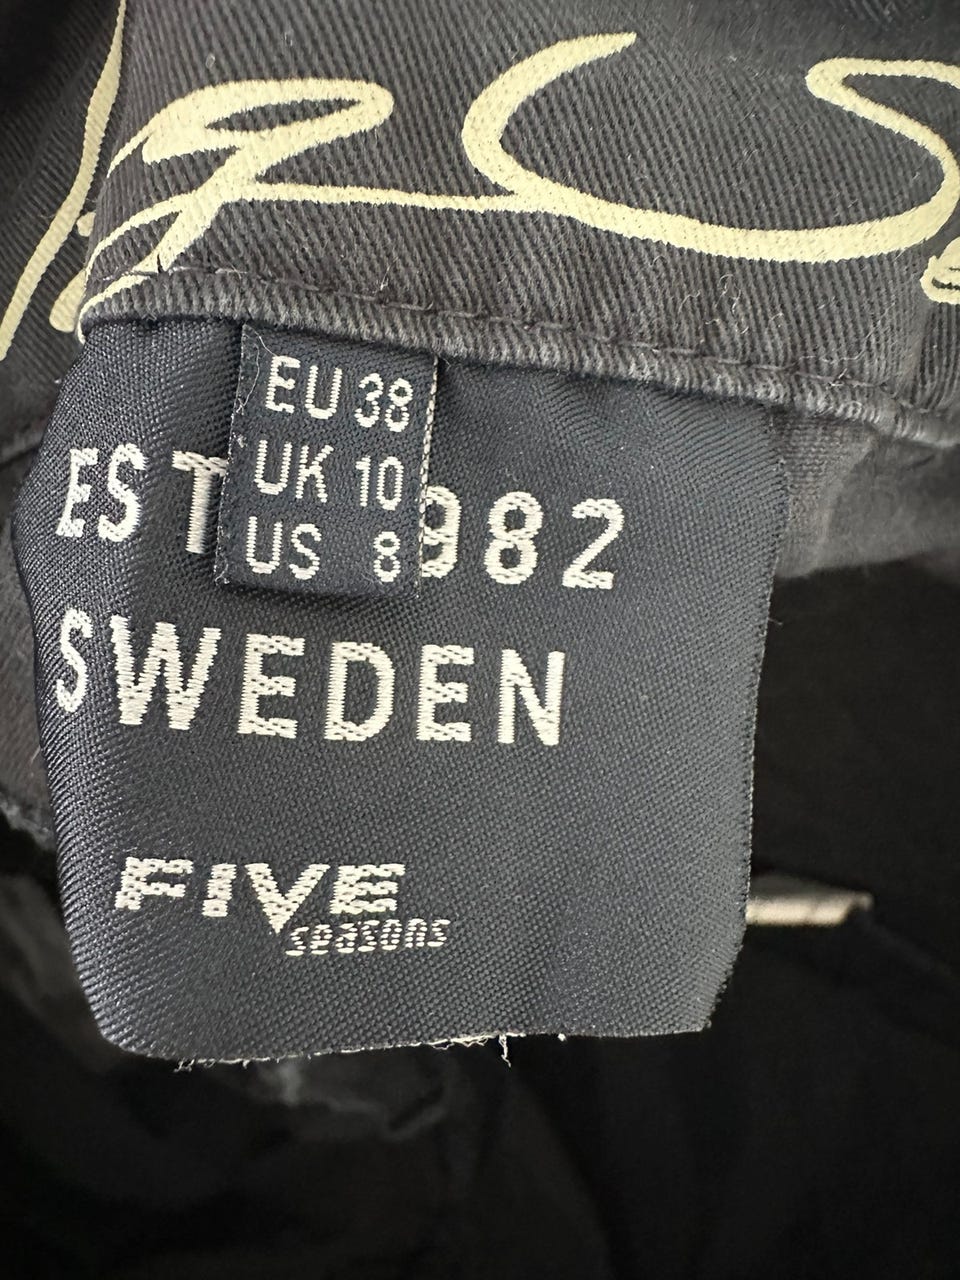 EU 38
UK 10
US 8
EST 982
SWEDEN
FIVE
seasons